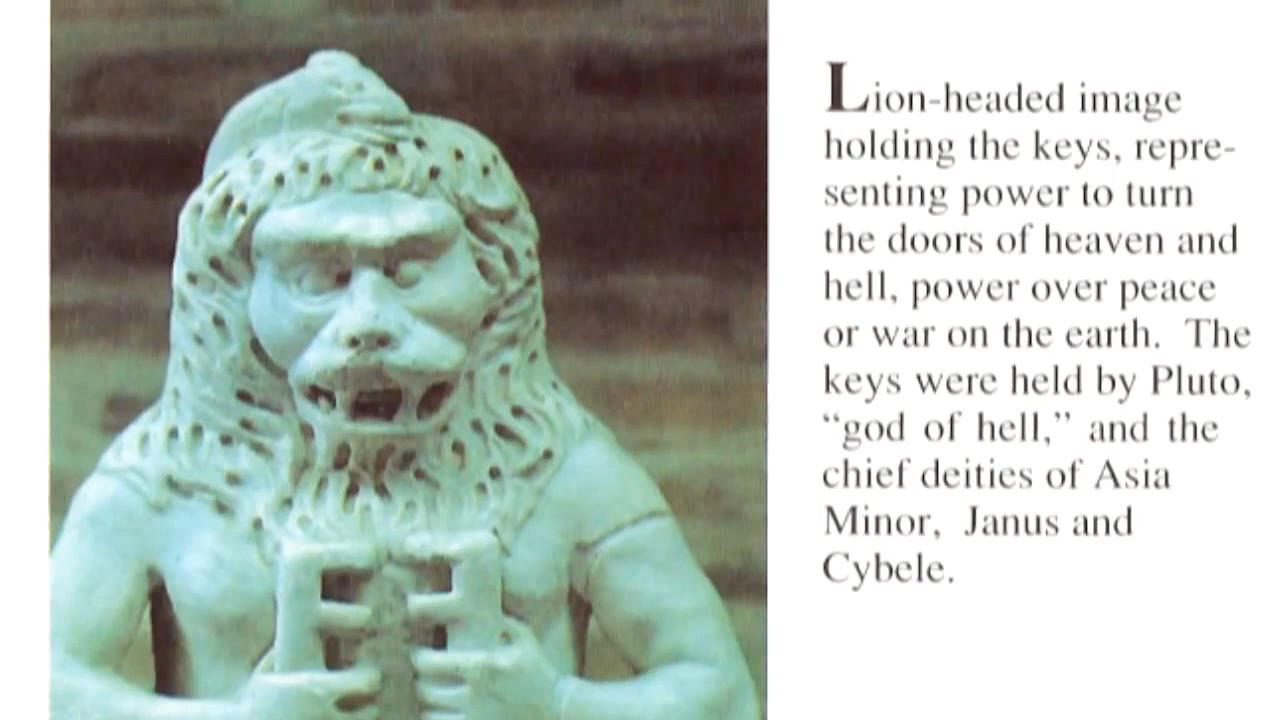 Lion-headed image
holding the keys, repre-
senting power to turn
the doors of heaven and
hell, power over peace
or war on the earth.  The
keys were held by Pluto,
“god of hell,” and the
chief deities of Asia
Minor,  Janus and
Cybele.